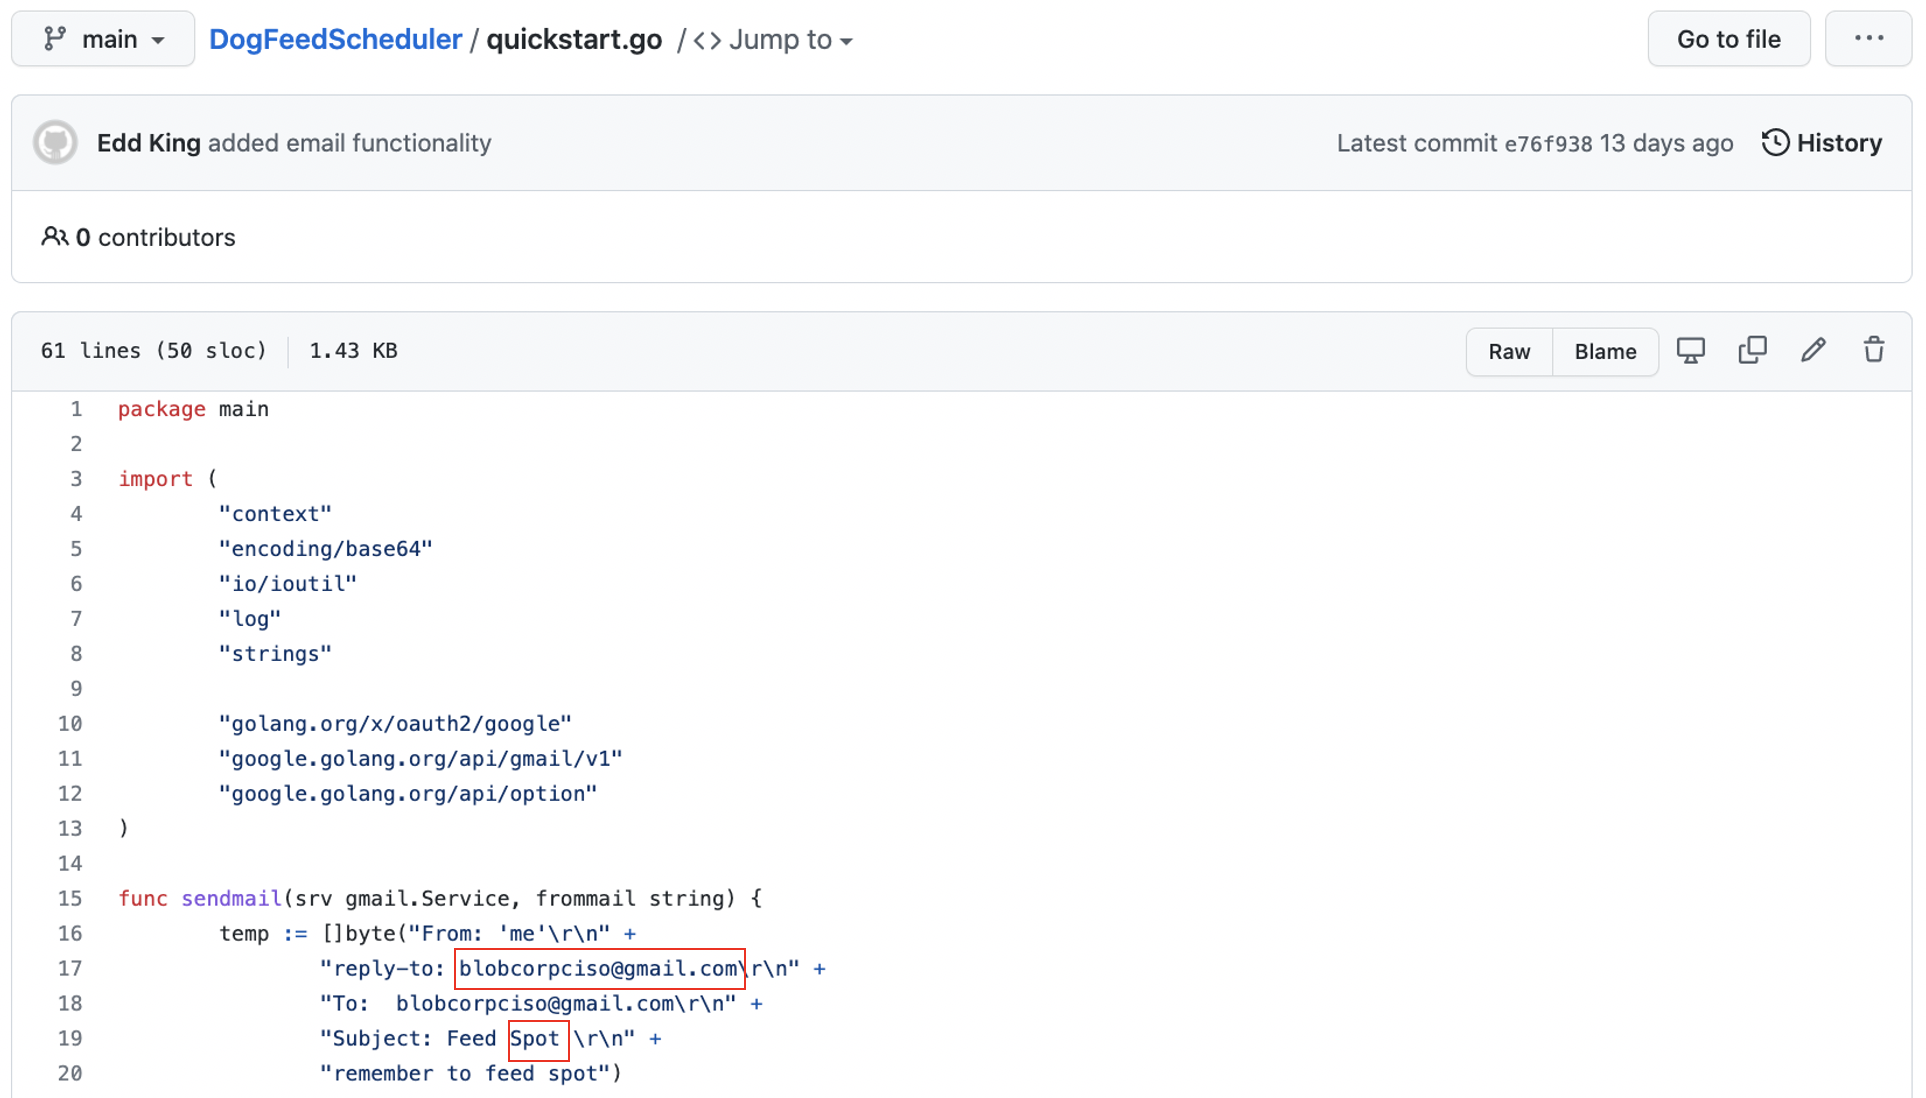 main DogFeedScheduler / quickstart.go / <> Jump to Go to file ...
Edd King added email functionality Latest commit e76f938 13 days ago History
0 contributors
61 lines (50 sloc) 1.43 KB Raw Blame
1 package main
2
3 import (
4 "context"
5 "encoding/base64"
6 "io/ioutil"
7 "log"
8 "strings"
9
10 "golang.org/x/oauth2/google"
11 "google.golang.org/api/gmail/v1"
12 "google.golang.org/api/option"
13 )
14
15 func sendmail(srv gmail.Service, frommail string) {
16 temp := []byte("From: 'me'\r\n" +
17 "reply-to: blobcorpciso@gmail.com\r\n" +
18 "To:  blobcorpciso@gmail.com\r\n" +
19 "Subject: Feed Spot \r\n" +
20 "remember to feed spot")